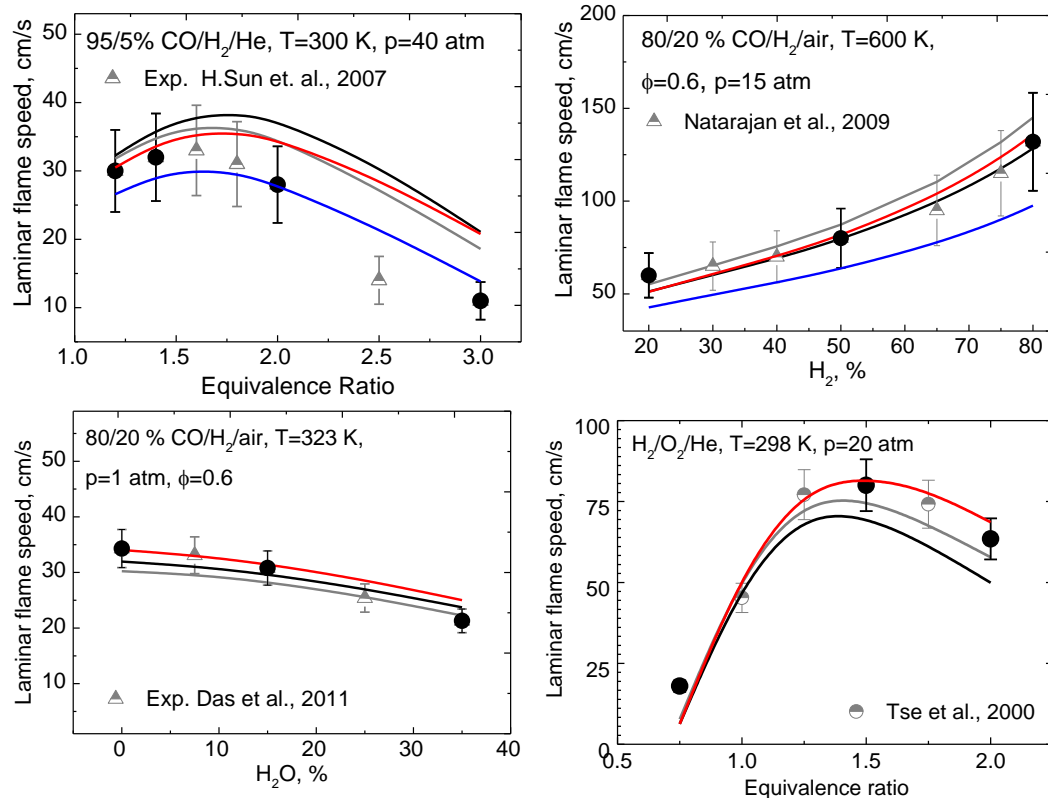 95/5% CO/H₂/He, T=300 K, p=40 atm
Exp. H.Sun et. al., 2007
Laminar flame speed, cm/s
50
40
30
20
10
1.0
1.5
2.0
2.5
3.0
Equivalence Ratio
80/20 % CO/H₂/air, T=600 K,
ϕ=0.6, p=15 atm
Natarajan et al., 2009
Laminar flame speed, cm/s
200
150
100
50
20
30
40
50
60
70
80
H₂, %
80/20 % CO/H₂/air, T=323 K,
p=1 atm, ϕ=0.6
Exp. Das et al., 2011
Laminar flame speed, cm/s
50
40
30
20
10
0
10
20
30
40
H₂O, %
H₂/O₂/He, T=298 K, p=20 atm
Tse et al., 2000
Laminar flame speed, cm/s
100
75
50
25
0
0.5
1.0
1.5
2.0
Equivalence ratio